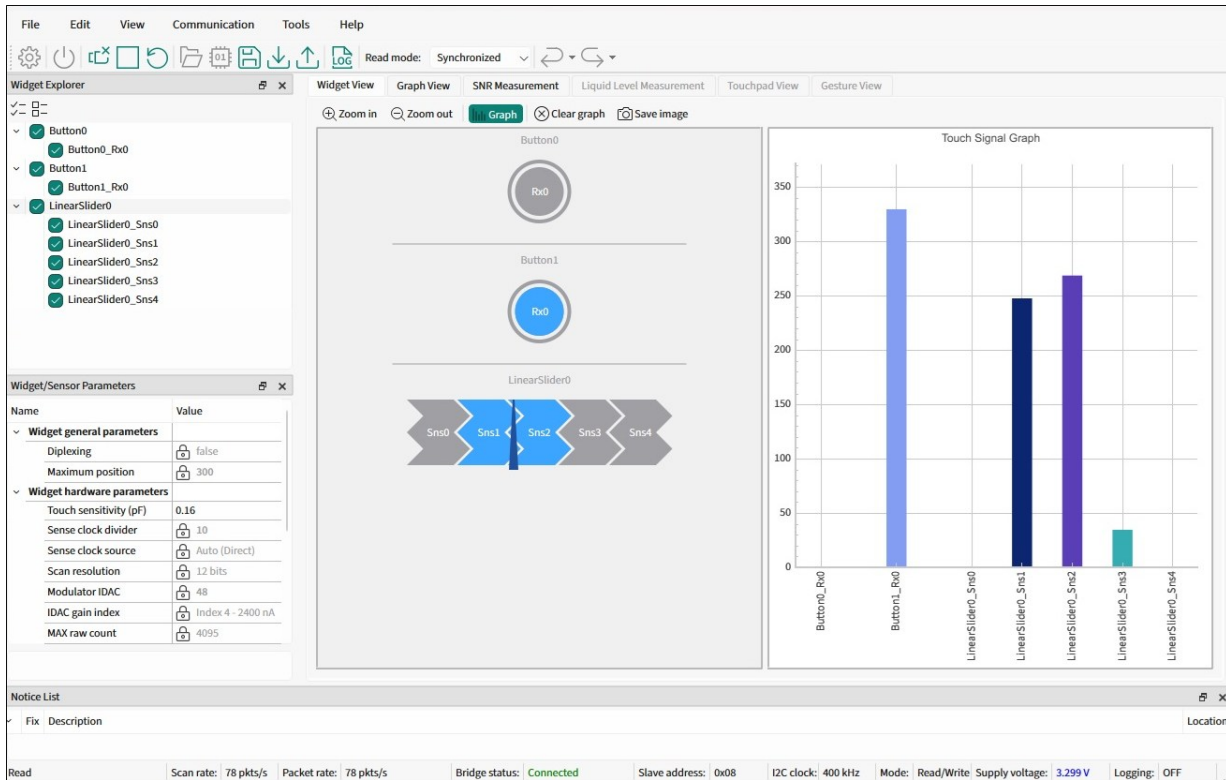 File Edit View Communication Tools Help
01 LOG Read mode: Synchronized
Widget Explorer
Button0
Button0_Rx0
Button1
Button1_Rx0
LinearSlider0
LinearSlider0_Sns0
LinearSlider0_Sns1
LinearSlider0_Sns2
LinearSlider0_Sns3
LinearSlider0_Sns4
Widget/Sensor Parameters
Name Value
Widget general parameters
Diplexing false
Maximum position 300
Widget hardware parameters
Touch sensitivity (pF) 0.16
Sense clock divider 10
Sense clock source Auto (Direct)
Scan resolution 12 bits
Modulator IDAC 48
IDAC gain index Index 4 - 2400 nA
MAX raw count 4095
Widget View Graph View SNR Measurement Liquid Level Measurement Touchpad View Gesture View
Zoom in Zoom out Graph Clear graph Save image
Button0
Rx0
Button1
Rx0
LinearSlider0
Sns0 Sns1 Sns2 Sns3 Sns4
Touch Signal Graph
350
300
250
200
150
100
50
0
Button0_Rx0
Button1_Rx0
LinearSlider0_Sns0
LinearSlider0_Sns1
LinearSlider0_Sns2
LinearSlider0_Sns3
LinearSlider0_Sns4
Notice List
Fix Description Location
Read Scan rate: 78 pkts/s Packet rate: 78 pkts/s Bridge status: Connected Slave address: 0x08 I2C clock: 400 kHz Mode: Read/Write Supply voltage: 3.299 V Logging: OFF